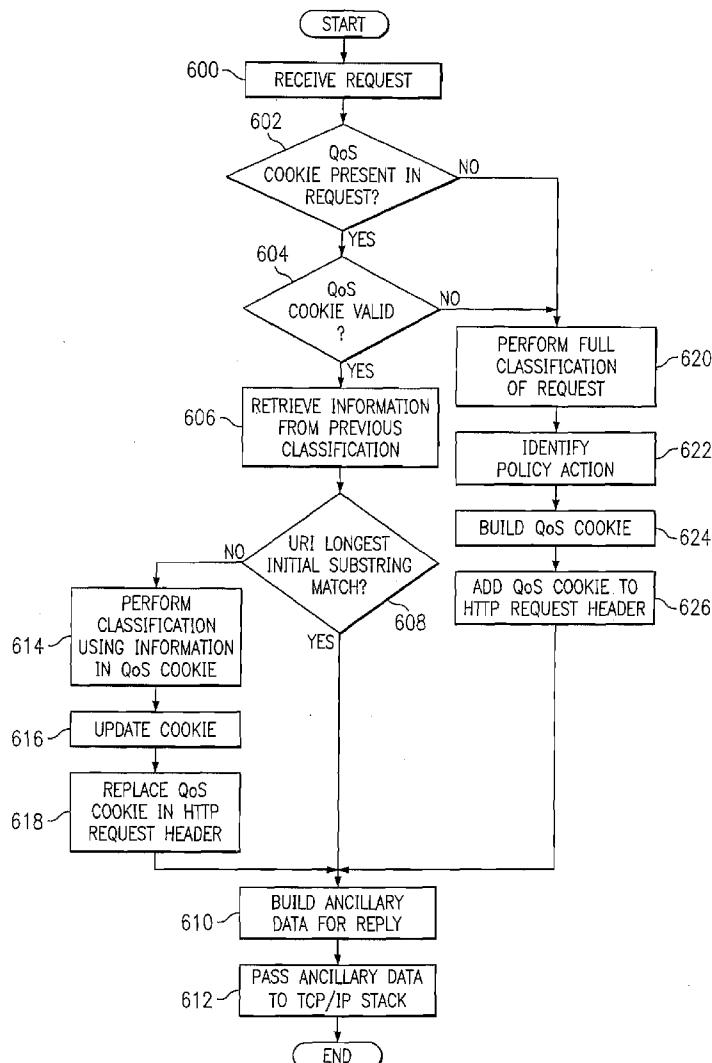 START
600
RECEIVE REQUEST
602
QoS
COOKIE PRESENT IN
REQUEST?
NO
YES
604
QoS
COOKIE VALID
?
NO
YES
606
RETRIEVE INFORMATION
FROM PREVIOUS
CLASSIFICATION
PERFORM FULL
CLASSIFICATION
OF REQUEST
620
IDENTIFY
POLICY ACTION
622
BUILD QoS COOKIE
624
ADD QoS COOKIE TO
HTTP REQUEST HEADER
626
URI LONGEST
INITIAL SUBSTRING
MATCH?
608
NO
YES
614
PERFORM
CLASSIFICATION
USING INFORMATION
IN QoS COOKIE
616
UPDATE COOKIE
618
REPLACE QoS
COOKIE IN HTTP
REQUEST HEADER
610
BUILD ANCILLARY
DATA FOR REPLY
612
PASS ANCILLARY DATA
TO TCP/IP STACK
END